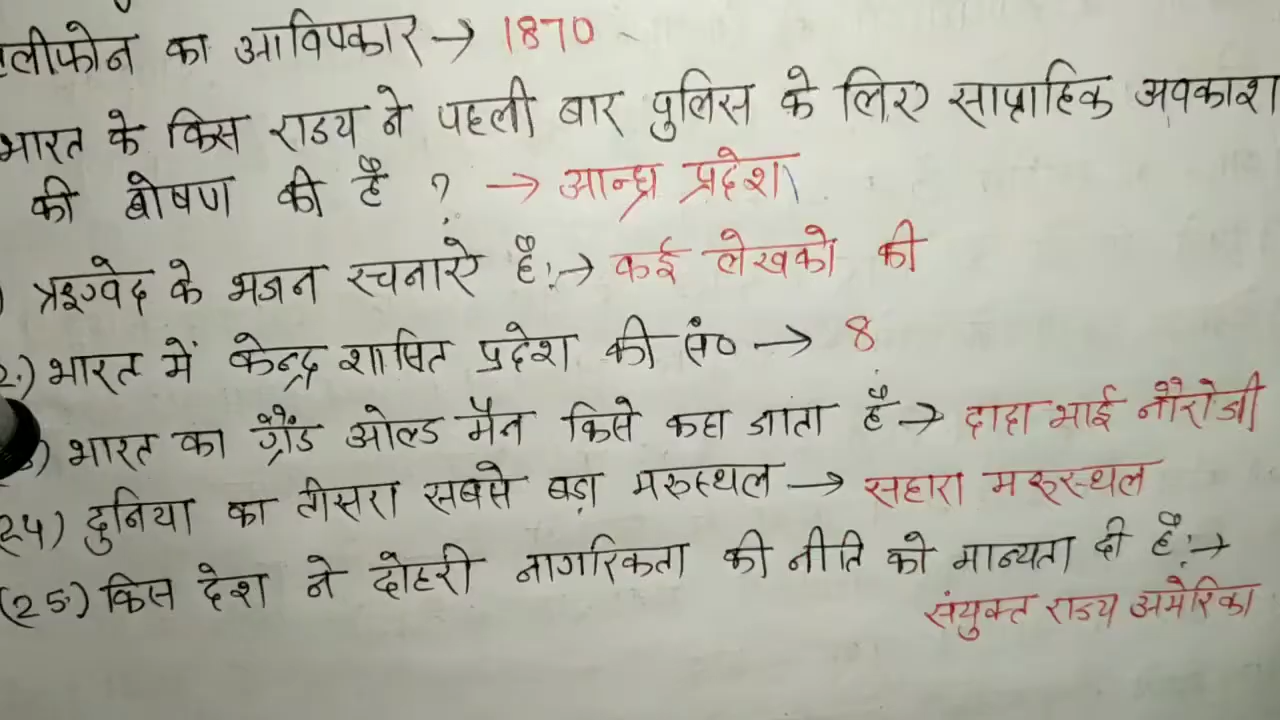 लीफोन का आविष्कार → 1870
भारत के किस राज्य ने पहली बार पुलिस के लिए साप्ताहिक अवकाश
की घोषण की है ? → आन्ध्र प्रदेश
ऋग्वेद के भजन रचनाऐ है:→ कई लेखको की
2.) भारत में केन्द्र शासित प्रदेश की सं० → 8
) भारत का ग्रैंड ओल्ड मैन किसे कहा जाता है → दादा भाई नौरोजी
(24) दुनिया का तीसरा सबसे बड़ा मरुस्थल → सहारा मरुस्थल
(25.) किस देश ने दोहरी नागरिकता की नीति को मान्यता दी है:→
संयुक्त राज्य अमेरिका